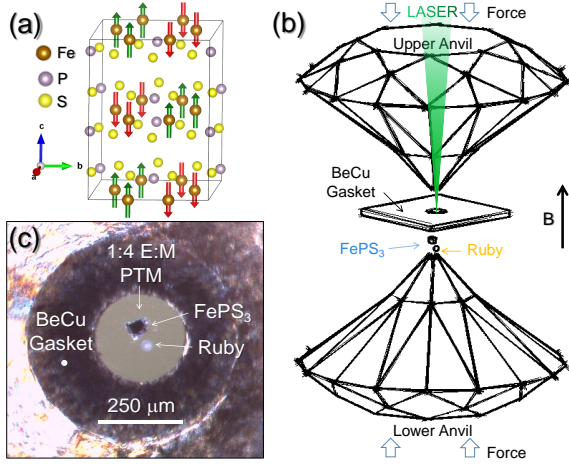 (a)
Fe
P
S
c
b
a
(b)
LASER
Force
Upper Anvil
BeCu
Gasket
B
FePS₃
Ruby
Lower Anvil
Force
(c)
1:4 E:M
PTM
FePS₃
BeCu
Gasket
Ruby
250 μm